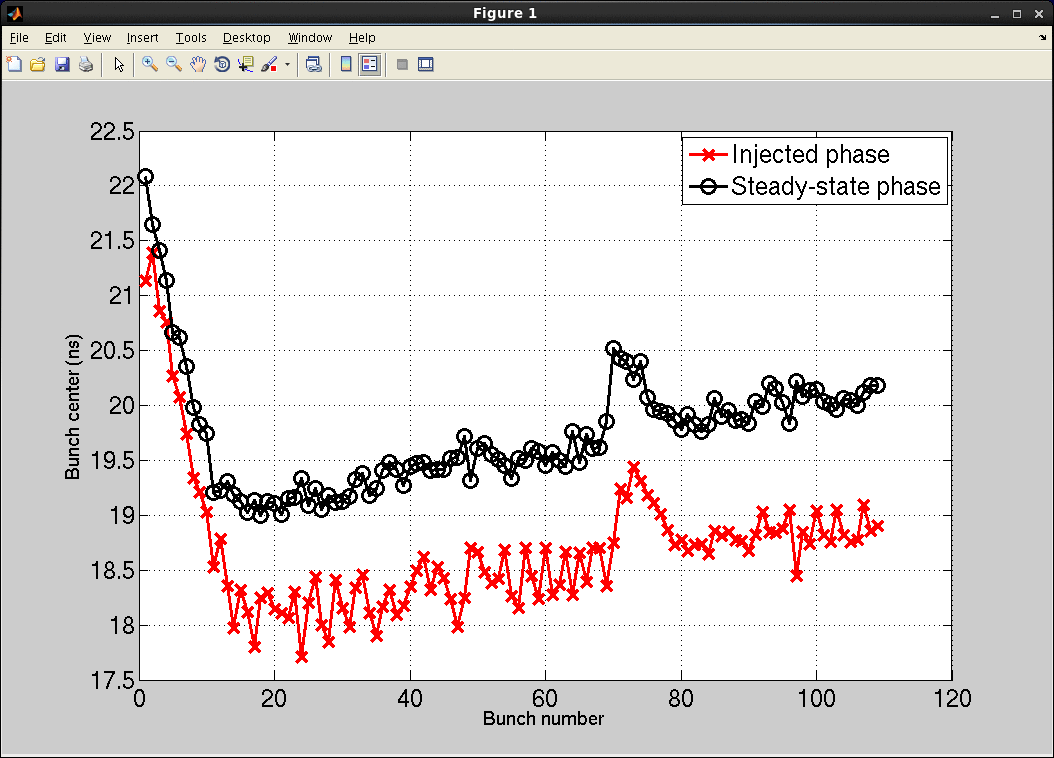 Figure 1
File Edit View Insert Tools Desktop Window Help
22.5
22
21.5
21
20.5
20
19.5
19
18.5
18
17.5
Bunch center (ns)
Injected phase
Steady-state phase
0 20 40 60 80 100 120
Bunch number